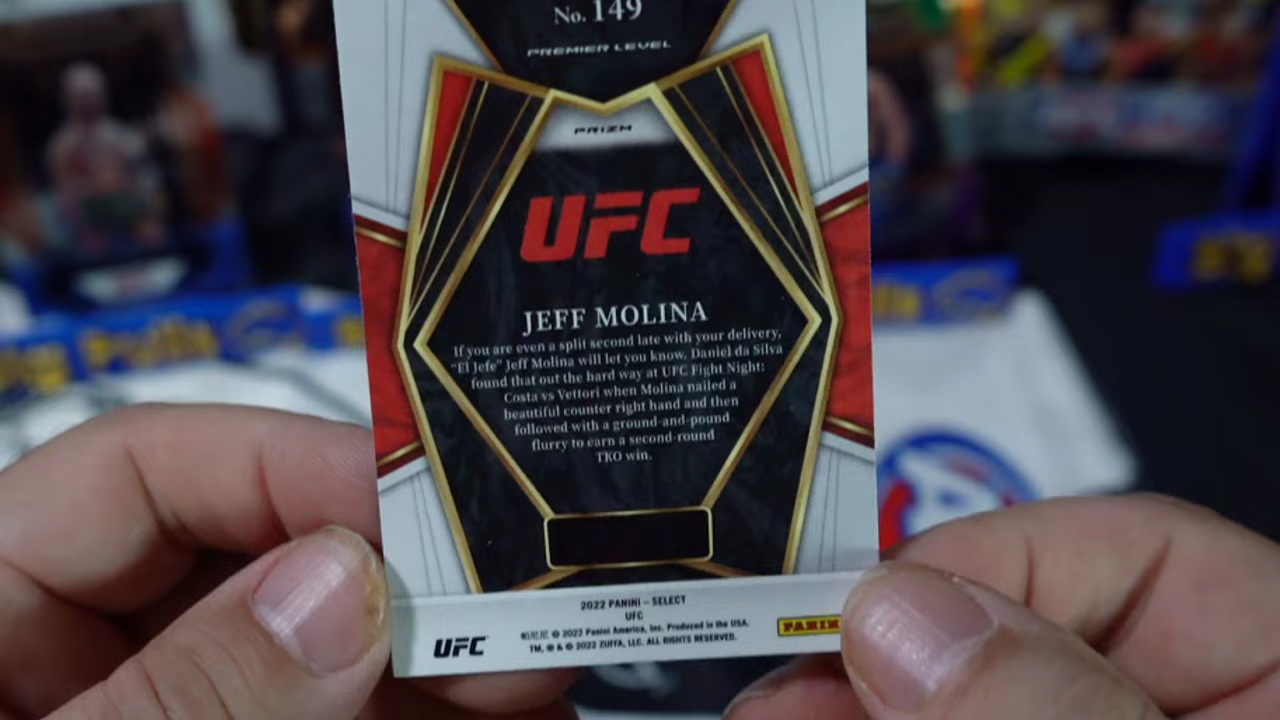 No. 149
PREMIER LEVEL
PRIZM
UFC
JEFF MOLINA
If you are even a split second late with your delivery,
"El Jefe" Jeff Molina will let you know. Daniel da Silva
found that out the hard way at UFC Fight Night:
Costa vs Vettori when Molina nailed a
beautiful counter right hand and then
followed with a ground-and-pound
flurry to earn a second-round
TKO win.
2022 PANINI – SELECT
UFC
© 2022 Panini America, Inc. Produced in the USA.
TM, ® & © 2022 ZUFFA, LLC. ALL RIGHTS RESERVED.
UFC
PANINI